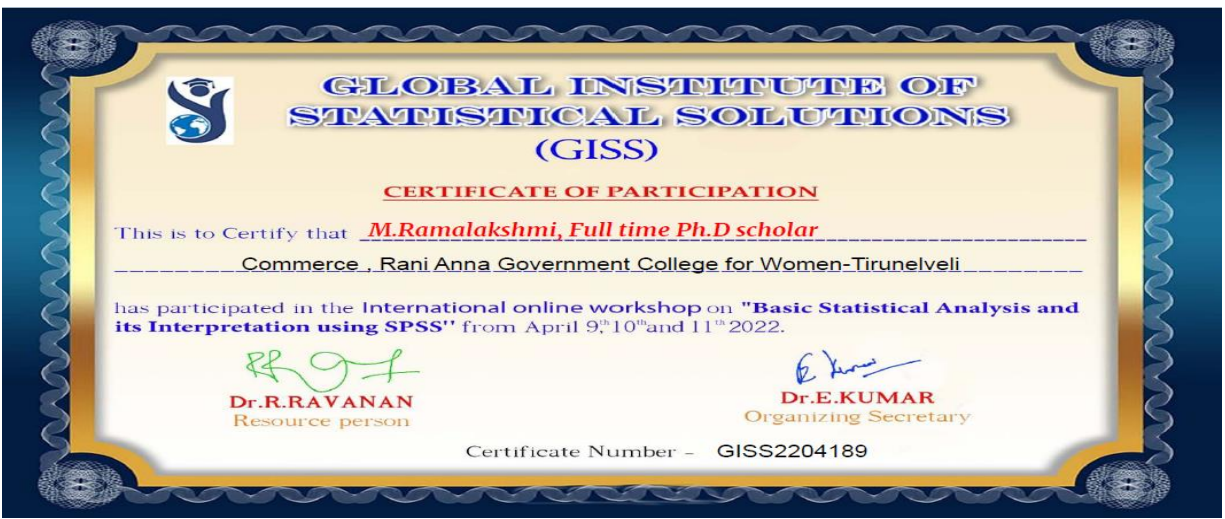 GLOBAL INSTITUTE OF
STATISTICAL SOLUTIONS
(GISS)
CERTIFICATE OF PARTICIPATION
This is to Certify that M.Ramalakshmi, Full time Ph.D scholar
Commerce , Rani Anna Government College for Women-Tirunelveli
has participated in the International online workshop on "Basic Statistical Analysis and
its Interpretation using SPSS" from April 9,th 10th and 11th 2022.
Dr.R.RAVANAN
Resource person
Dr.E.KUMAR
Organizing Secretary
Certificate Number - GISS2204189